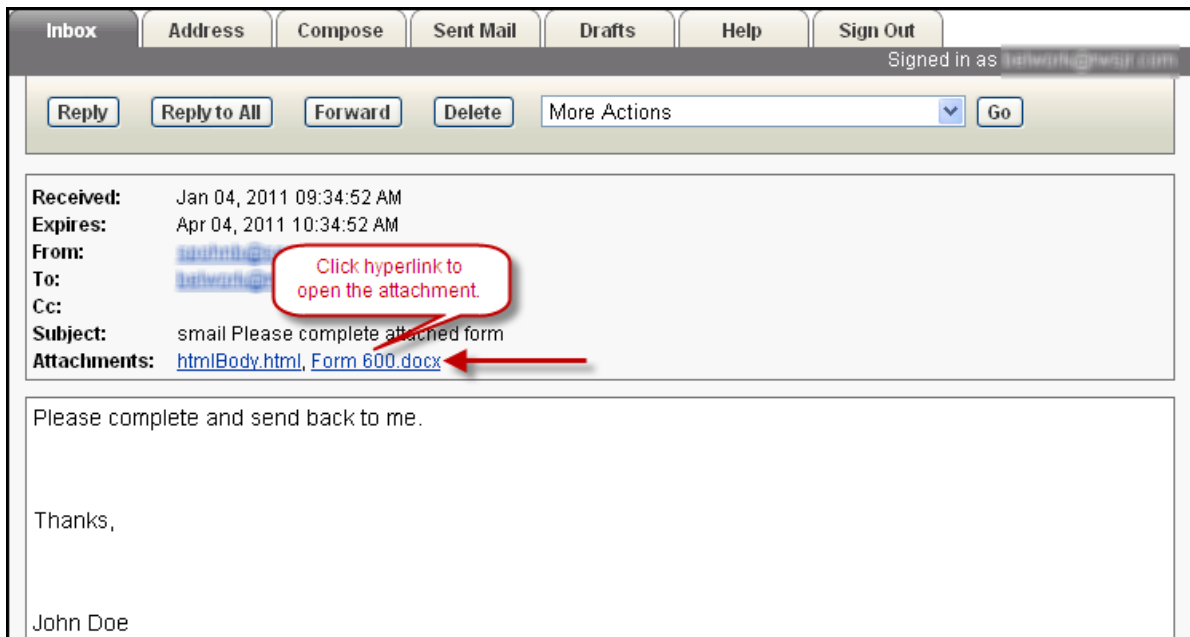 Inbox Address Compose Sent Mail Drafts Help Sign Out
Signed in as
Reply Reply to All Forward Delete More Actions Go
Received: Jan 04, 2011 09:34:52 AM
Expires: Apr 04, 2011 10:34:52 AM
From:
To:
Click hyperlink to
open the attachment.
Cc:
Subject: smail Please complete attached form
Attachments: htmlBody.html, Form 600.docx
Please complete and send back to me.
Thanks,
John Doe